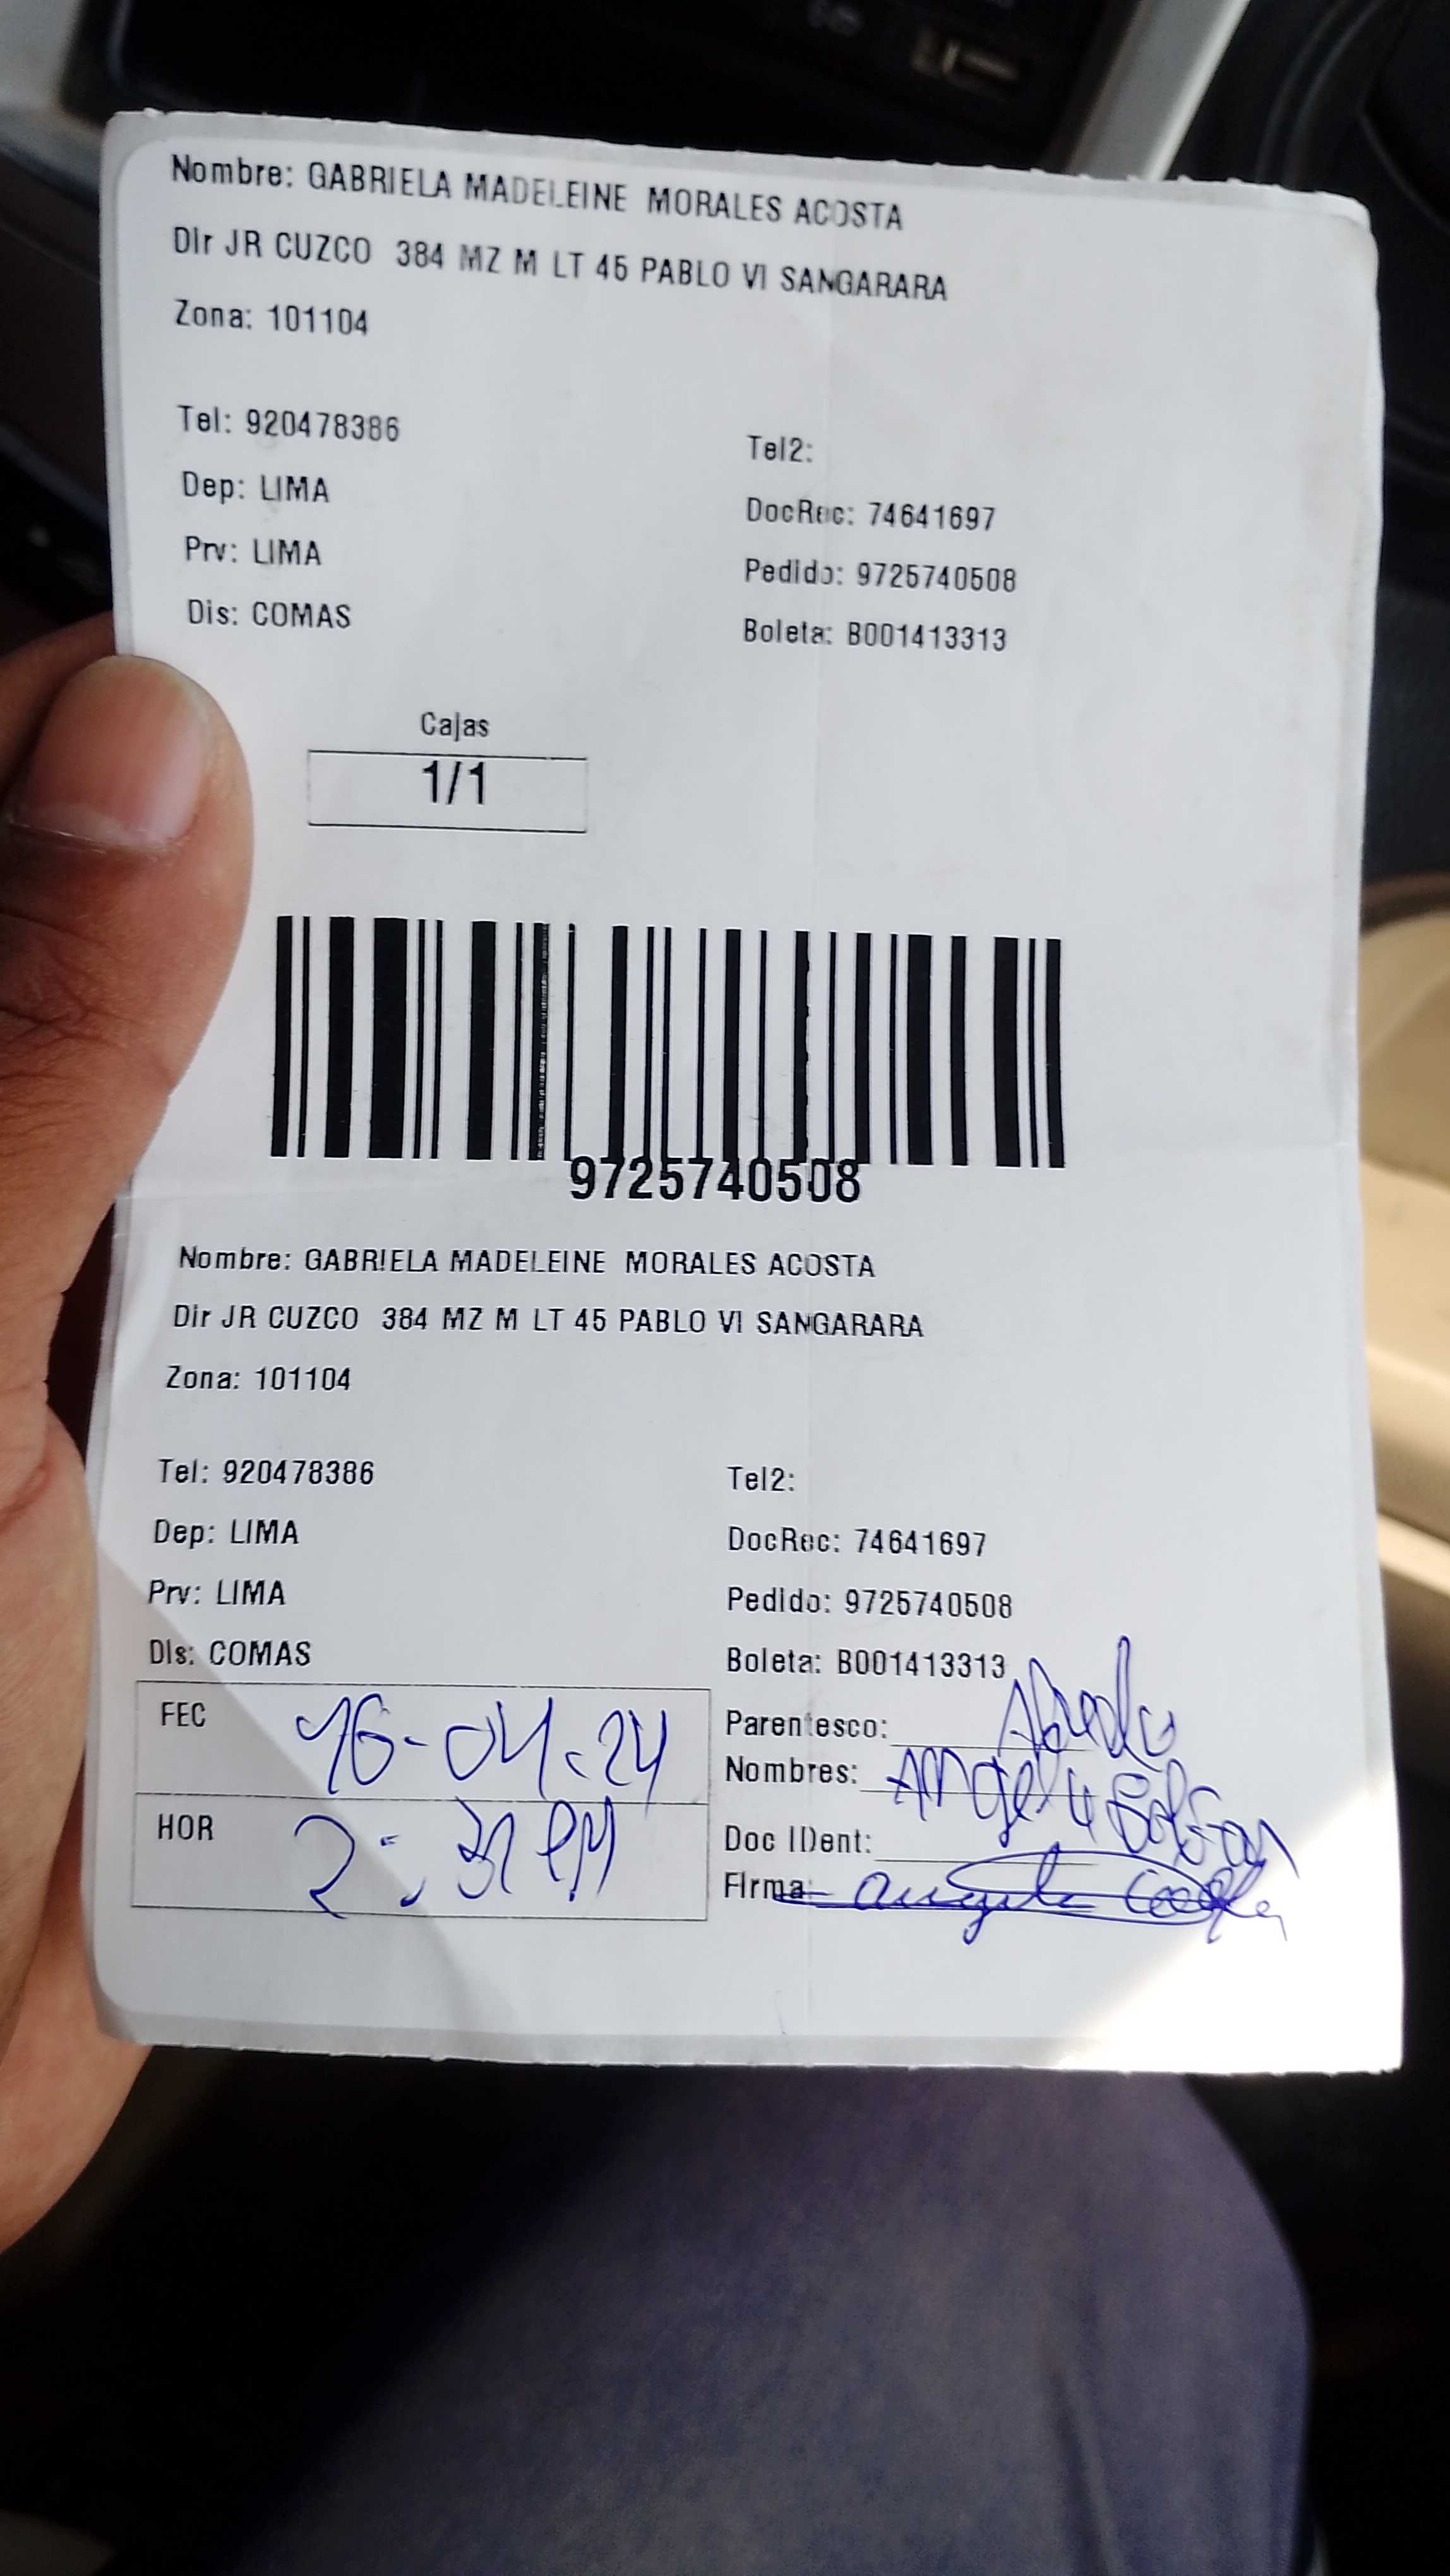 Nombre: GABRIELA MADELEINE MORALES ACOSTA
Dir JR CUZCO 384 MZ M LT 45 PABLO VI SANGARARA
Zona: 101104
Tel: 920478386
Tel2:
Dep: LIMA
DocRec: 74641697
Prv: LIMA
Pedido: 9725740508
Dis: COMAS
Boleta: B001413313
Cajas
1/1
9725740508
Nombre: GABRIELA MADELEINE MORALES ACOSTA
Dir JR CUZCO 384 MZ M LT 45 PABLO VI SANGARARA
Zona: 101104
Tel: 920478386
Tel2:
Dep: LIMA
DocRec: 74641697
Prv: LIMA
Pedido: 9725740508
Dis: COMAS
Boleta: B001413313
FEC 16-04-24
Parentesco:
Nombres: Angela
HOR 2: PM
Doc IDent:
Firma: